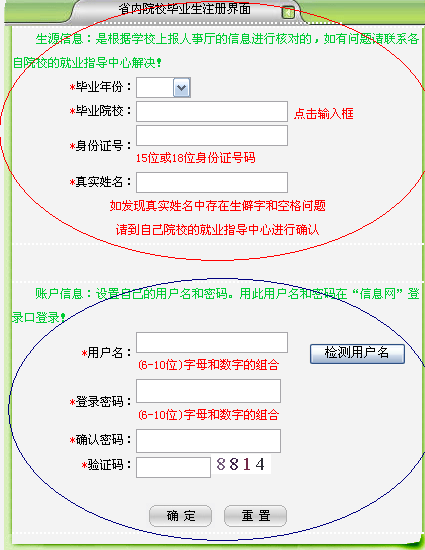 省内院校毕业生注册界面
生源信息：是根据学校上报人事厅的信息进行核对的，如有问题请联系各
自院校的就业指导中心解决！
*毕业年份：
*毕业院校： 点击输入框
*身份证号：
15位或18位身份证号码
*真实姓名：
如发现真实姓名中存在生僻字和空格问题
请到自己院校的就业指导中心进行确认
账户信息：设置自己的用户名和密码。用此用户名和密码在“信息网”登
录口登录！
*用户名： 检测用户名
(6-10位)字母和数字的组合
*登录密码：
(6-10位)字母和数字的组合
*确认密码：
*验证码： 8814
确 定 重 置